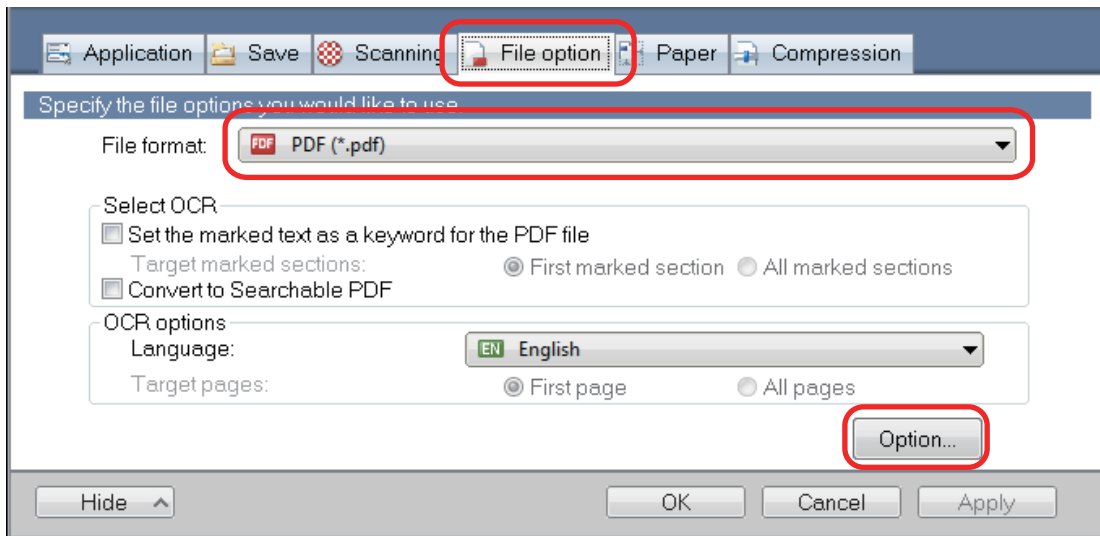 Application Save Scanning File option Paper Compression
Specify the file options you would like to use.
File format: PDF PDF (*.pdf)
Select OCR
Set the marked text as a keyword for the PDF file
Target marked sections: First marked section All marked sections
Convert to Searchable PDF
OCR options
Language: EN English
Target pages: First page All pages
Option...
Hide OK Cancel Apply